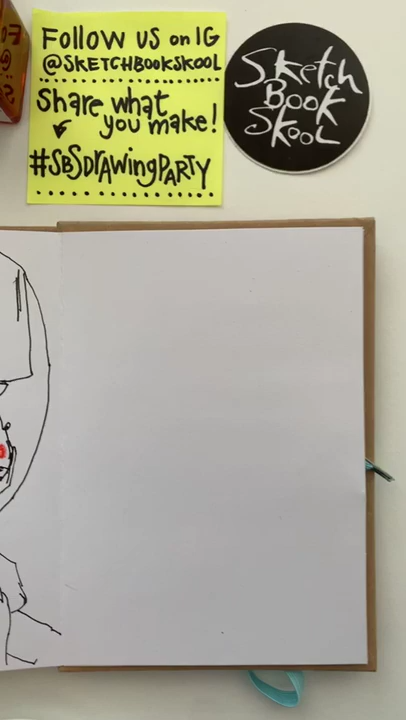 Follow us on IG
@SKETCHBOOKSKOOL
Share what
you make!
#SBSDRAWINGPARTY
Sketch
Book
Skool